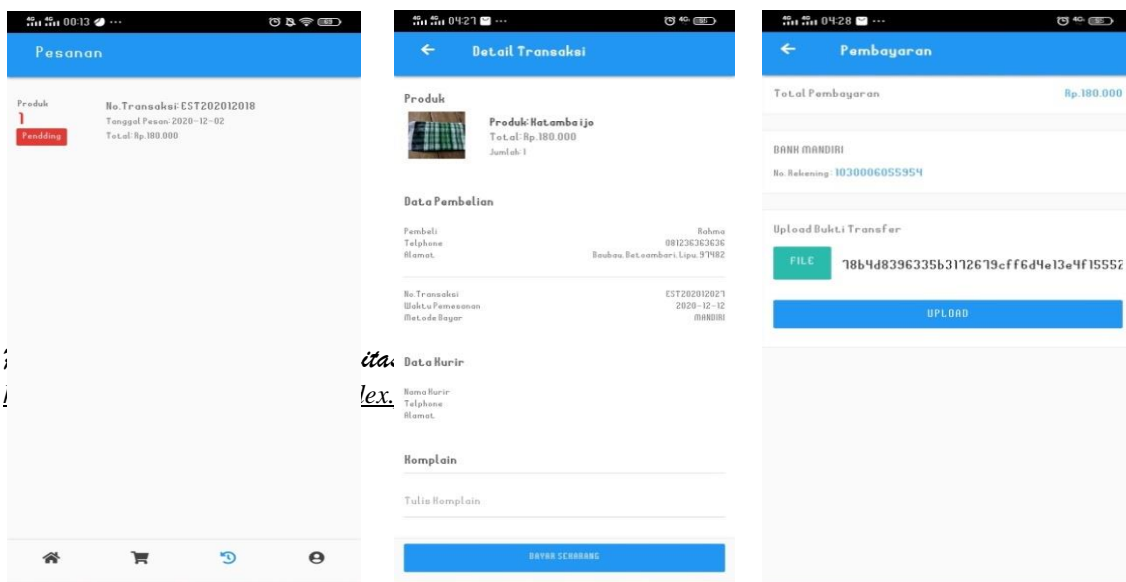 00:13 ...
Pesanan
Produk
1
Pendding
No.Transaksi:EST202012018
Tanggal Pesan:2020-12-02
Total:Rp.180.000
04:27 ...
Detail Transaksi
Produk
Produk:Katamba ijo
Total:Rp.180.000
Jumlah:1
Data Pembelian
Pembeli Rahma
Telphone 081236363636
Alamat Baubau,Betoambari,Lipu,97482
No.Transaksi EST202012027
Waktu Pemesanan 2020-12-12
Metode Bayar MANDIRI
Data Kurir
Nama Kurir
Telphone
Alamat
Komplain
Tulis Komplain
BAYAR SEKARANG
04:28 ...
Pembayaran
Total Pembayaran Rp.180.000
BANK MANDIRI
No. Rekening: 1030006055954
Upload Bukti Transfer
FILE 78b4d8396335b3172679cff6d4e13e4f15552
UPLOAD